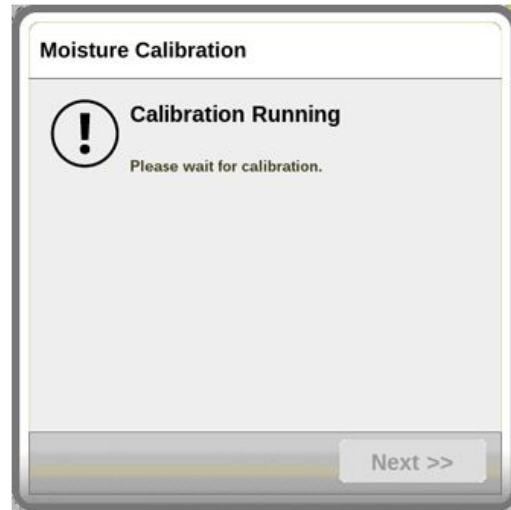 Moisture Calibration
Calibration Running
Please wait for calibration.
Next >>